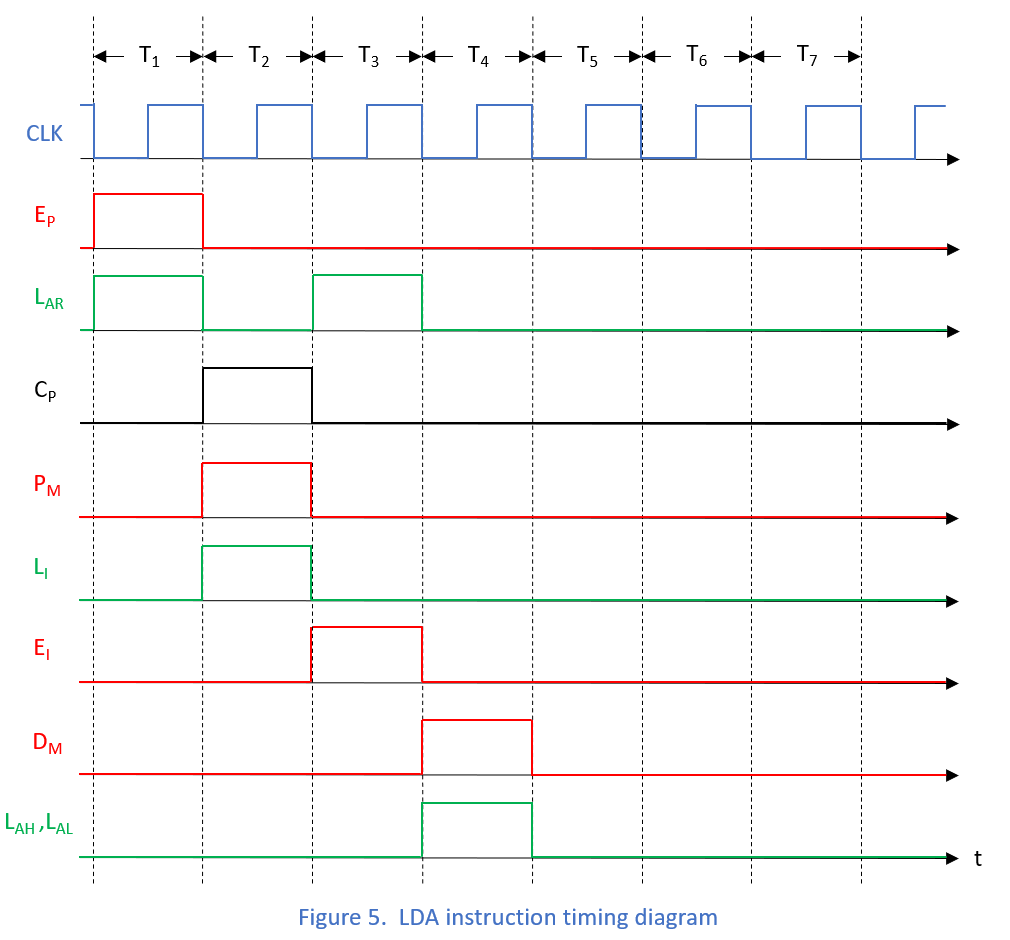 T1 T2 T3 T4 T5 T6 T7
CLK
EP
LAR
CP
PM
LI
EI
DM
LAH ,LAL
t
Figure 5. LDA instruction timing diagram